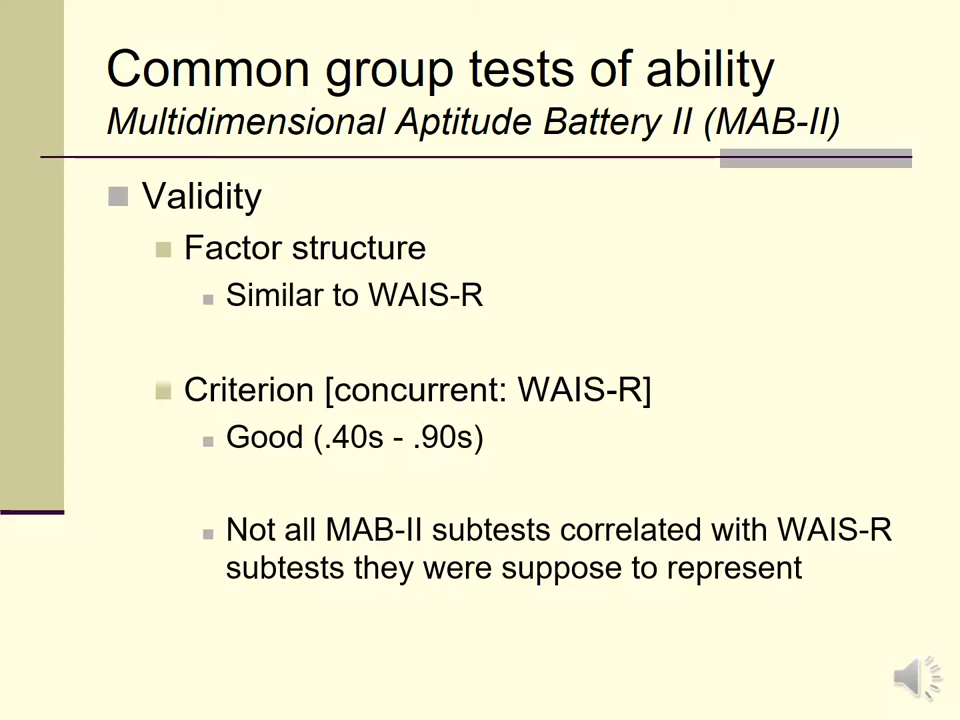 Common group tests of ability
Multidimensional Aptitude Battery II (MAB-II)
Validity
Factor structure
Similar to WAIS-R
Criterion [concurrent: WAIS-R]
Good (.40s - .90s)
Not all MAB-II subtests correlated with WAIS-R
subtests they were suppose to represent